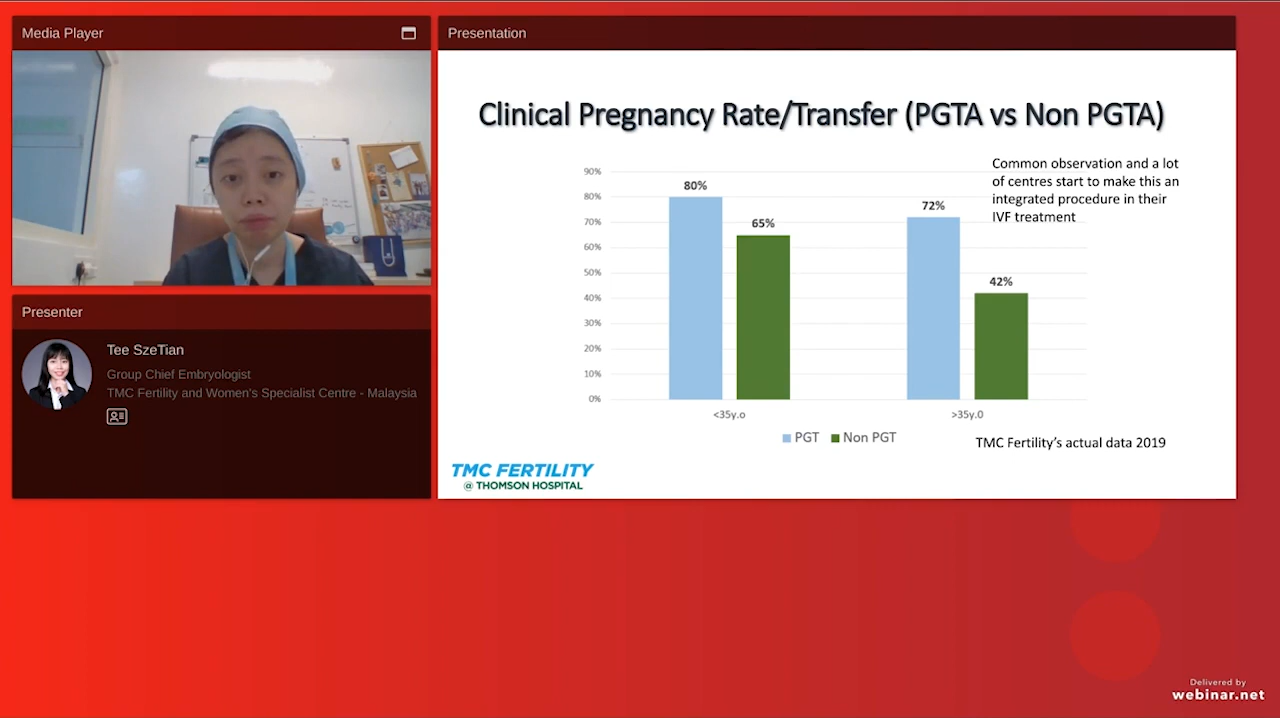 Media Player
Presenter
Tee SzeTian
Group Chief Embryologist
TMC Fertility and Women's Specialist Centre - Malaysia
Presentation
Clinical Pregnancy Rate/Transfer (PGTA vs Non PGTA)
Common observation and a lot
of centres start to make this an
integrated procedure in their
IVF treatment
90%
80%
70%
60%
50%
40%
30%
20%
10%
0%
80%
65%
72%
42%
<35y.o
>35y.0
PGT
Non PGT
TMC Fertility’s actual data 2019
TMC FERTILITY
@ THOMSON HOSPITAL
Delivered by
webinar.net